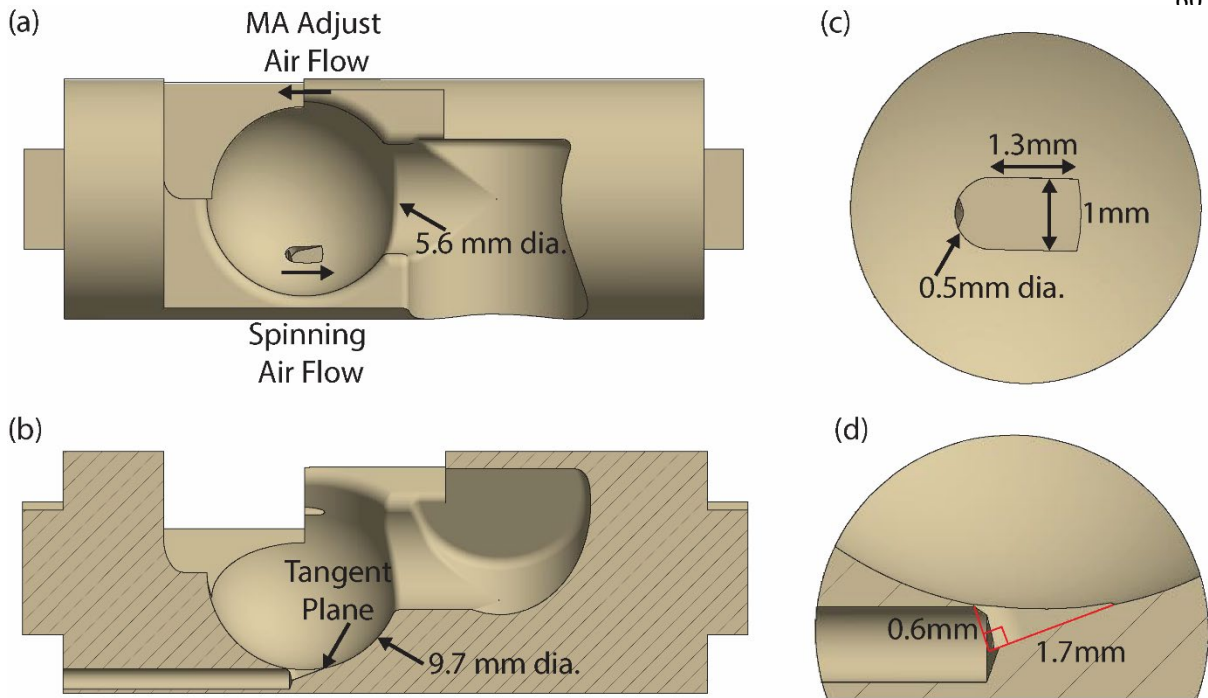 (a)
MA Adjust
Air Flow
5.6 mm dia.
Spinning
Air Flow
(b)
Tangent
Plane
9.7 mm dia.
(c)
1.3mm
1mm
0.5mm dia.
(d)
0.6mm
1.7mm